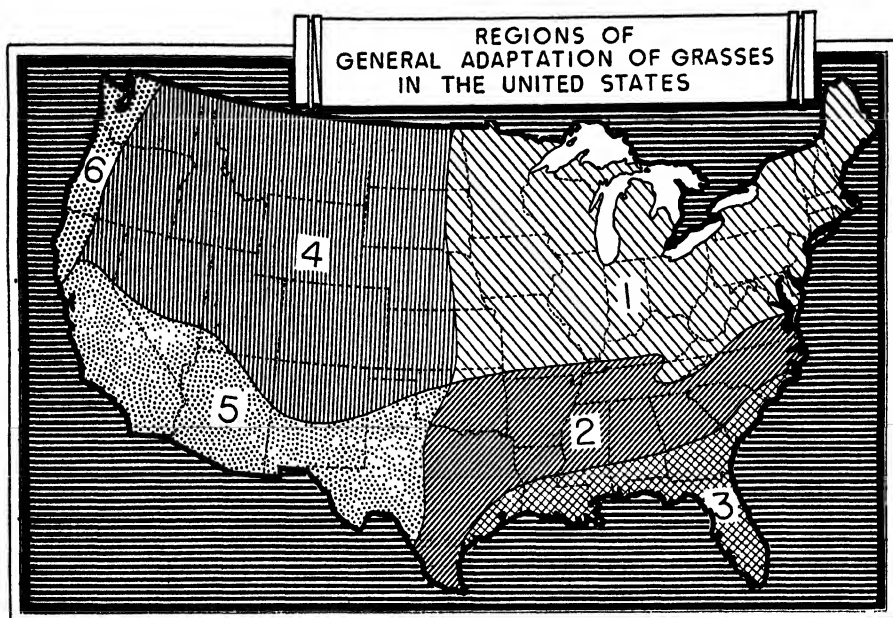 REGIONS OF
GENERAL ADAPTATION OF GRASSES
IN THE UNITED STATES
6
4
1
5
2
3